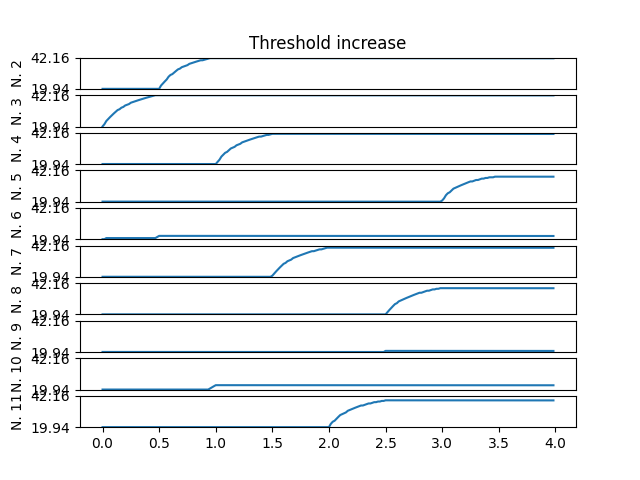 Threshold increase
42.16
N. 2
19.94
42.16
N. 3
19.94
42.16
N. 4
19.94
42.16
N. 5
19.94
42.16
N. 6
19.94
42.16
N. 7
19.94
42.16
N. 8
19.94
42.16
N. 9
19.94
42.16
N. 10
19.94
42.16
N. 11
19.94
0.0 0.5 1.0 1.5 2.0 2.5 3.0 3.5 4.0